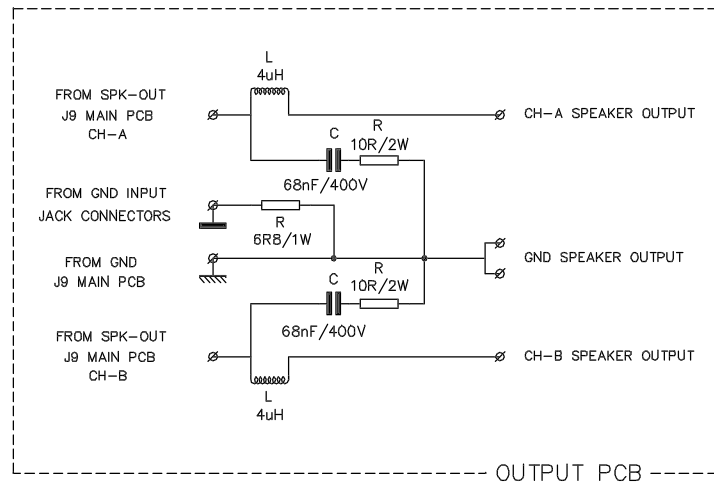 L
4uH
FROM SPK-OUT
J9 MAIN PCB
CH-A
CH-A SPEAKER OUTPUT
C
R
10R/2W
68nF/400V
FROM GND INPUT
JACK CONNECTORS
R
6R8/1W
FROM GND
J9 MAIN PCB
GND SPEAKER OUTPUT
C
R
10R/2W
68nF/400V
FROM SPK-OUT
J9 MAIN PCB
CH-B
CH-B SPEAKER OUTPUT
L
4uH
OUTPUT PCB